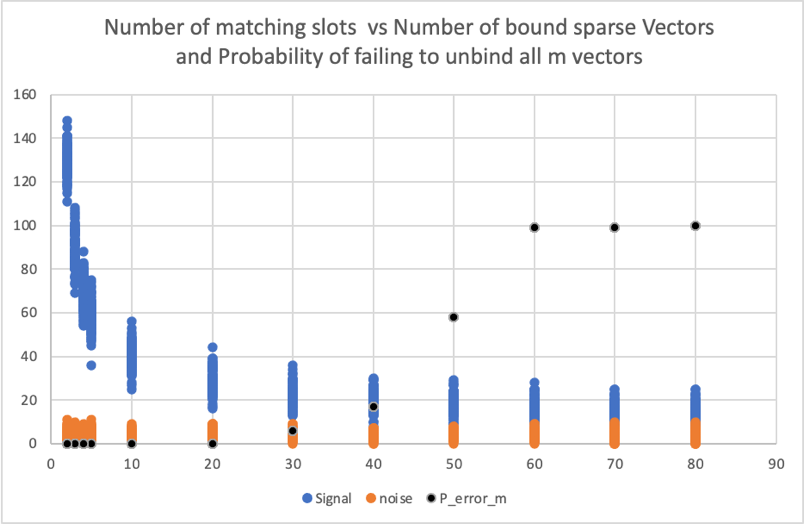 Number of matching slots vs Number of bound sparse Vectors
and Probability of failing to unbind all m vectors
160
140
120
100
80
60
40
20
0
0 10 20 30 40 50 60 70 80 90
Signal noise P_error_m